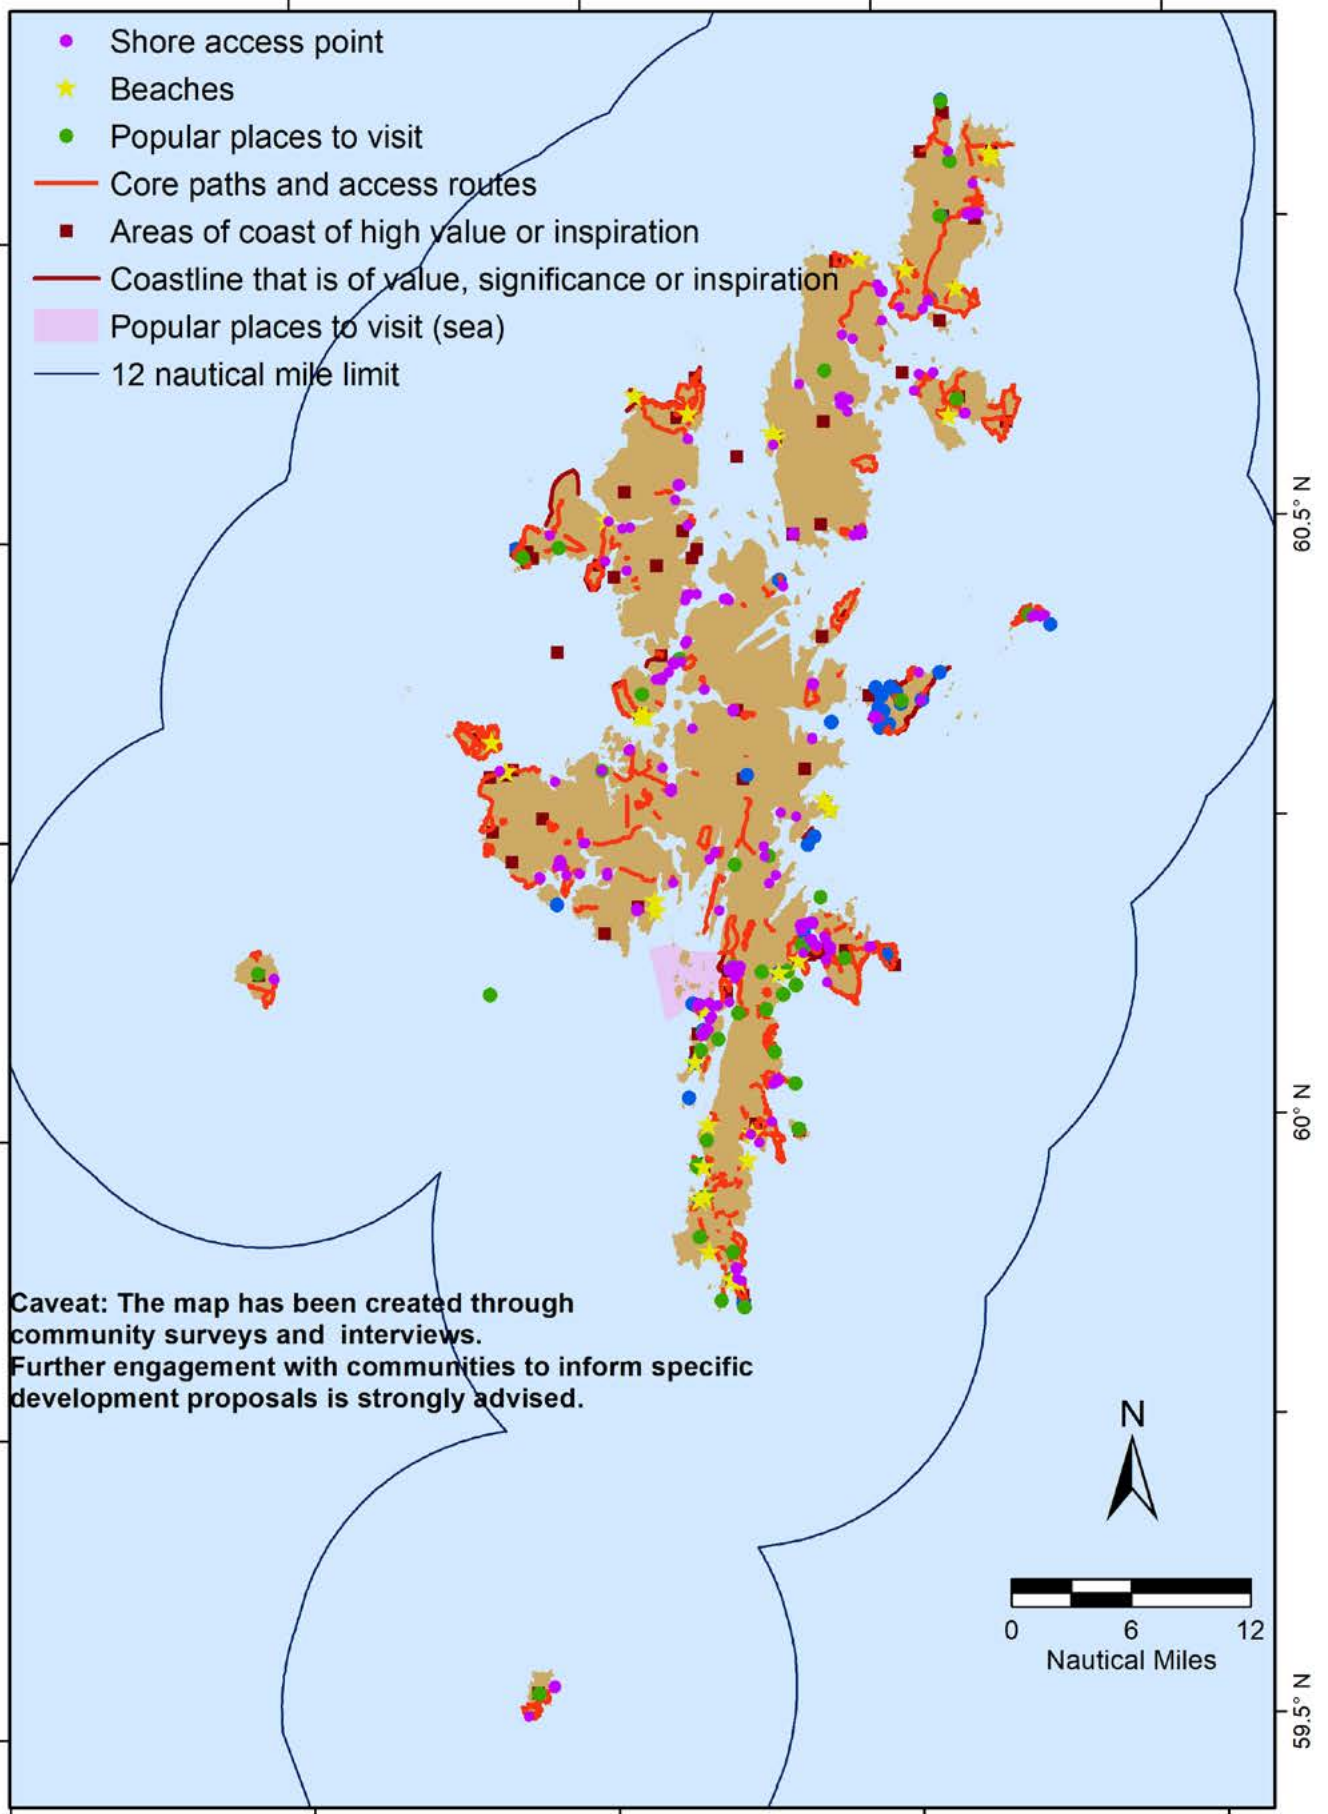 Shore access point
Beaches
Popular places to visit
Core paths and access routes
Areas of coast of high value or inspiration
Coastline that is of value, significance or inspiration
Popular places to visit (sea)
12 nautical mile limit
60.5° N
60° N
Caveat: The map has been created through
community surveys and interviews.
Further engagement with communities to inform specific
development proposals is strongly advised.
N
0 6 12
Nautical Miles
59.5° N